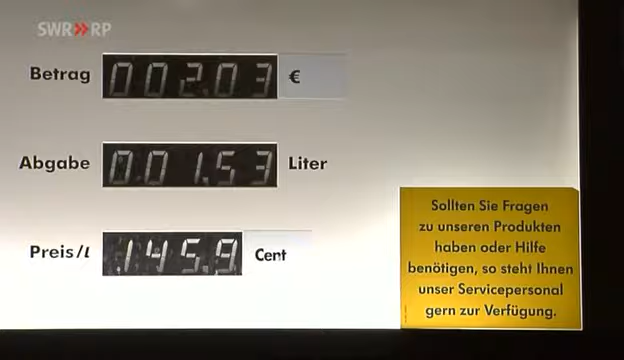 SWR>> RP
Betrag 002.03 €
Abgabe 001.53 Liter
Preis/l 145.9 Cent
Sollten Sie Fragen
zu unseren Produkten
haben oder Hilfe
benötigen, so steht Ihnen
unser Servicepersonal
gern zur Verfügung.